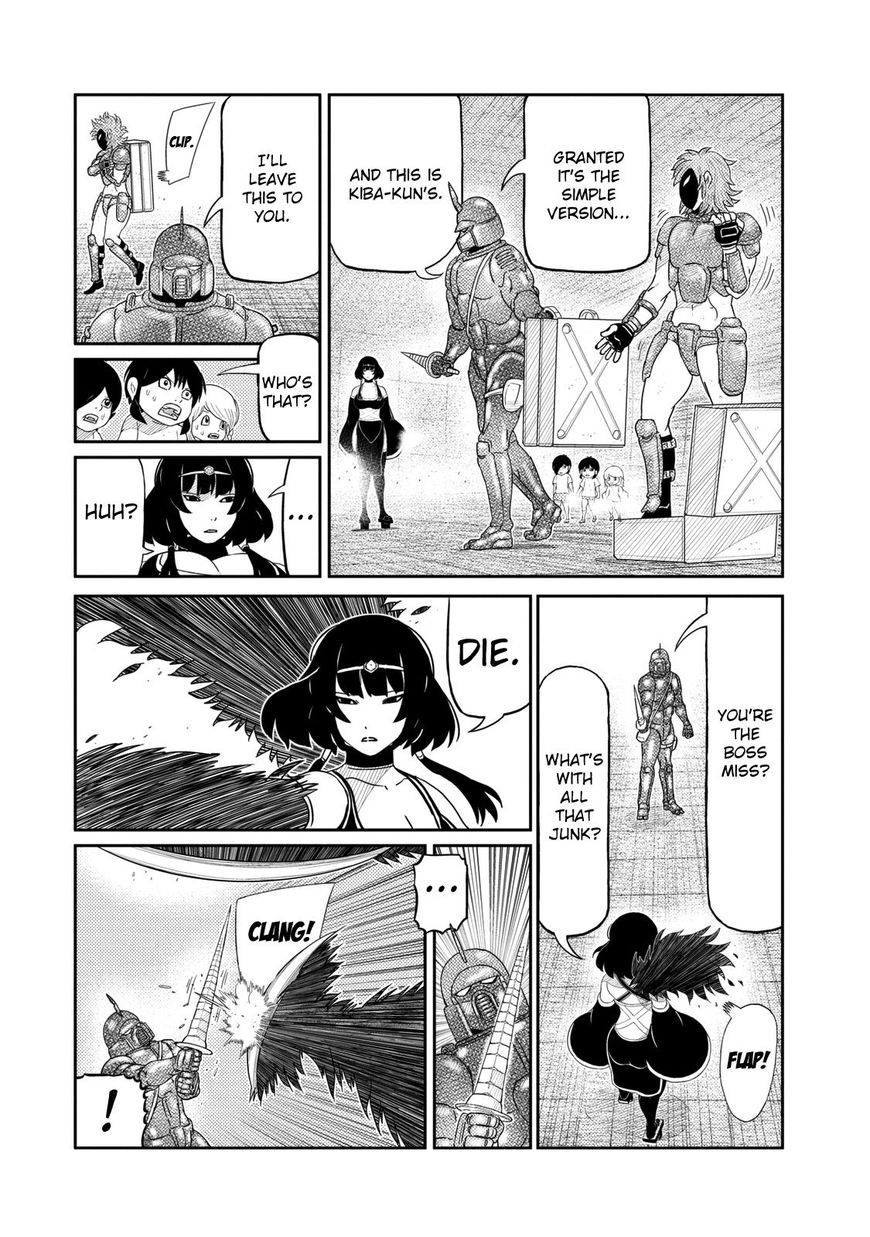 GRANTED
IT'S THE
SIMPLE
VERSION...
AND THIS IS
KIBA-KUN'S.
I'LL
LEAVE
THIS TO
YOU.
CLIP.
WHO'S
THAT?
...
HUH?
YOU'RE
THE
BOSS
MISS?
WHAT'S
WITH
ALL
THAT
JUNK?
FLAP!
DIE.
...
CLANG!
!